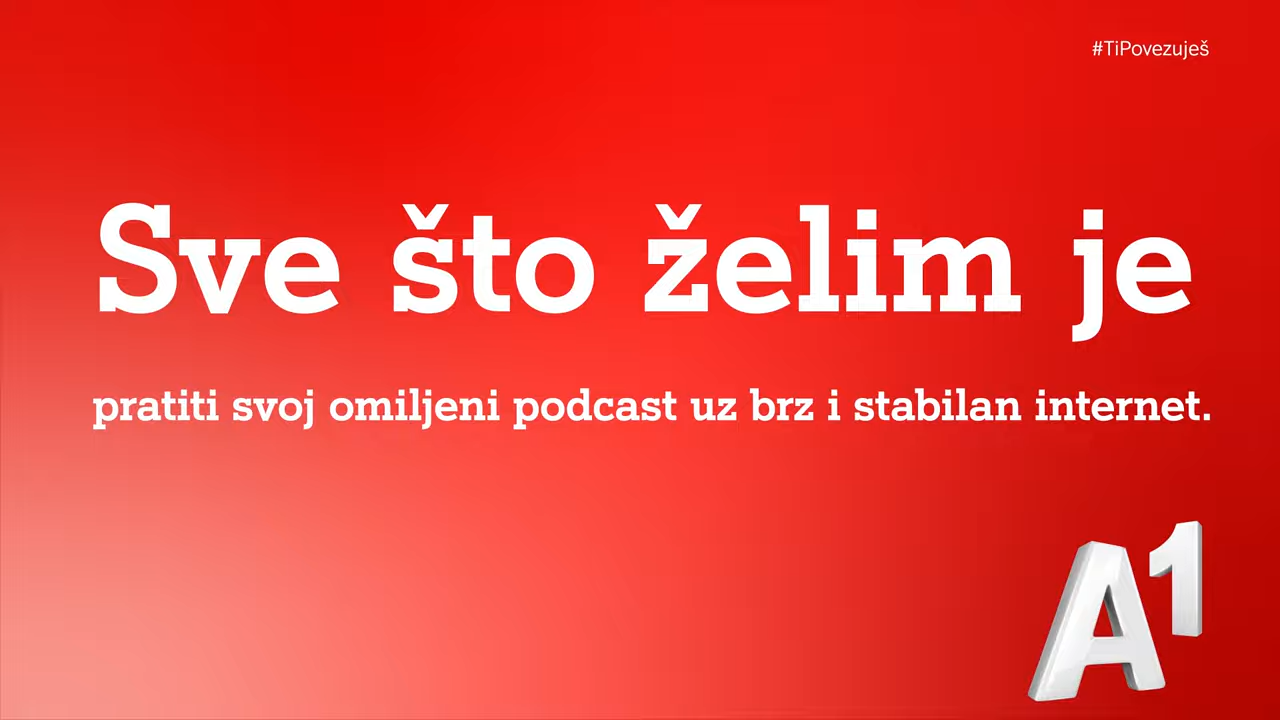 #TiPovezuješ
Sve što želim je
pratiti svoj omiljeni podcast uz brz i stabilan internet.
A1